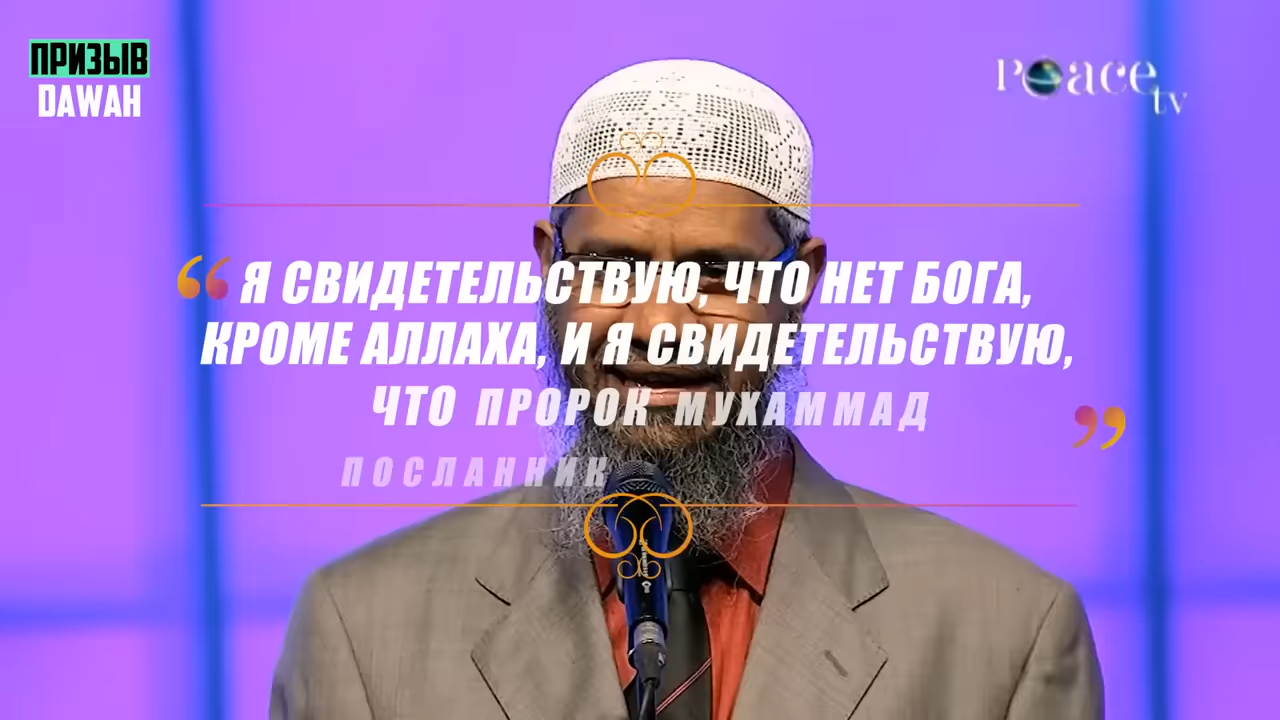 ПРИЗЫВ
DAWAH
Peace
tv
“ Я СВИДЕТЕЛЬСТВУЮ, ЧТО НЕТ БОГА,
КРОМЕ АЛЛАХА, И Я СВИДЕТЕЛЬСТВУЮ,
ЧТО ПРОРОК МУХАММАД
ПОСЛАННИК ”